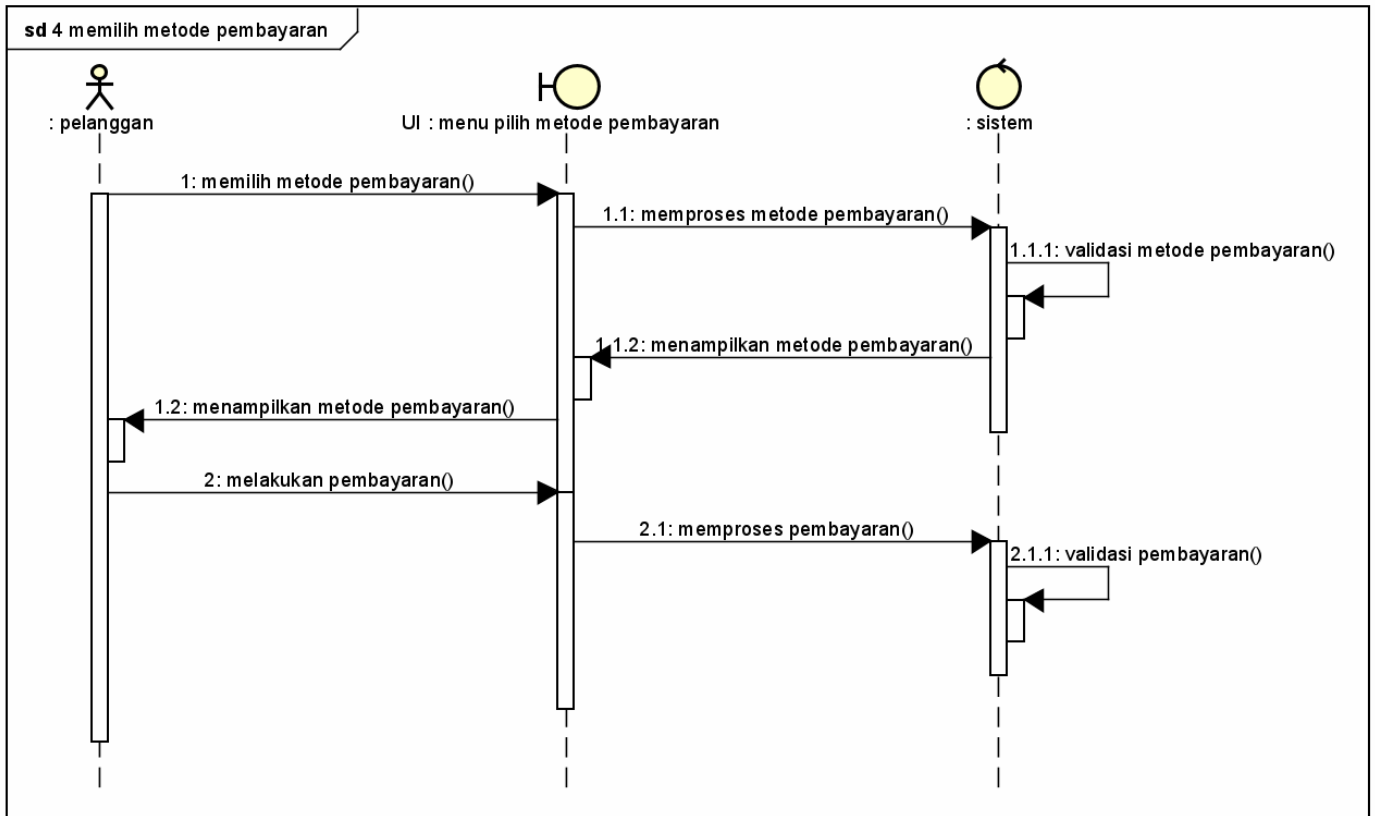 sd 4 memilih metode pembayaran
: pelanggan
UI : menu pilih metode pembayaran
: sistem
1: memilih metode pembayaran()
1.1: memproses metode pembayaran()
1.1.1: validasi metode pembayaran()
1.1.2: menampilkan metode pembayaran()
1.2: menampilkan metode pembayaran()
2: melakukan pembayaran()
2.1: memproses pembayaran()
2.1.1: validasi pembayaran()